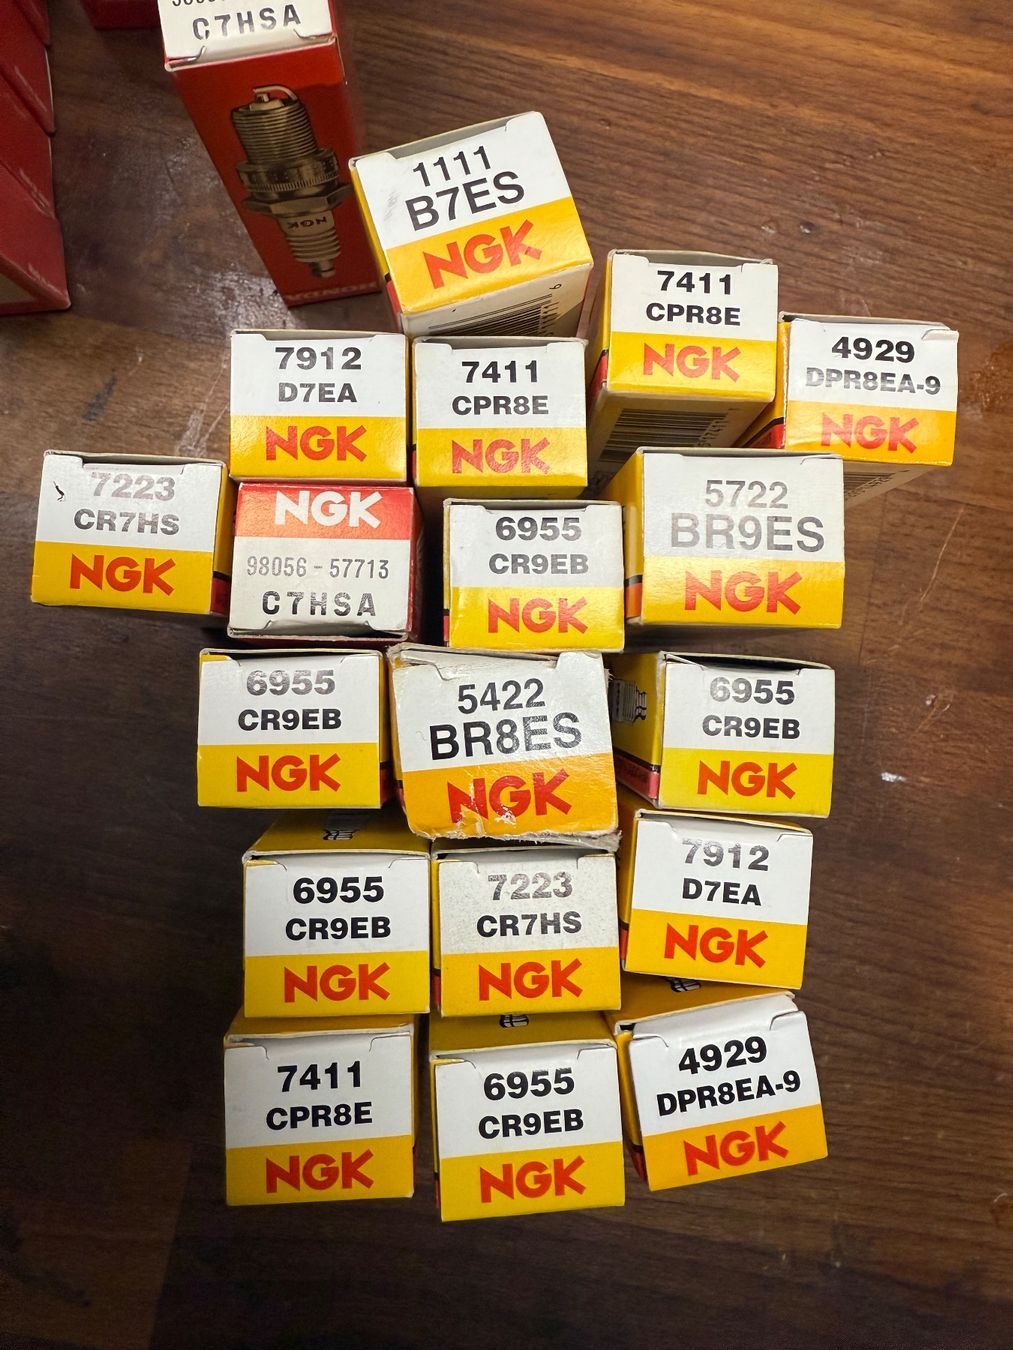 C7HSA
NGK
1111
B7ES
NGK
7411
CPR8E
NGK
4929
DPR8EA-9
NGK
7912
D7EA
NGK
7411
CPR8E
NGK
7223
CR7HS
NGK
NGK
98056-57713
C7HSA
6955
CR9EB
NGK
5722
BR9ES
NGK
6955
CR9EB
NGK
5422
BR8ES
NGK
6955
CR9EB
NGK
6955
CR9EB
NGK
7223
CR7HS
NGK
7912
D7EA
NGK
7411
CPR8E
NGK
6955
CR9EB
NGK
4929
DPR8EA-9
NGK